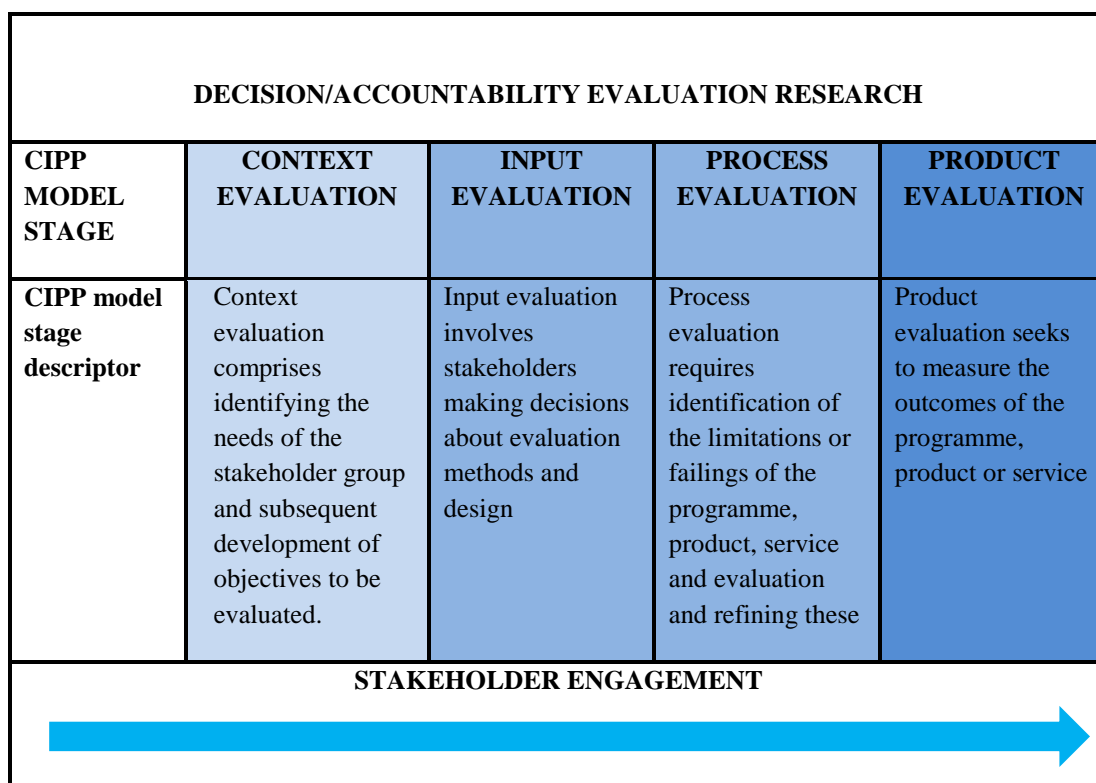 DECISION/ACCOUNTABILITY EVALUATION RESEARCH
CIPP
MODEL
STAGE
CONTEXT
EVALUATION
INPUT
EVALUATION
PROCESS
EVALUATION
PRODUCT
EVALUATION
CIPP model
stage
descriptor
Context
evaluation
comprises
identifying the
needs of the
stakeholder group
and subsequent
development of
objectives to be
evaluated.
Input evaluation
involves
stakeholders
making decisions
about evaluation
methods and
design
Process
evaluation
requires
identification of
the limitations or
failings of the
programme,
product, service
and evaluation
and refining these
Product
evaluation seeks
to measure the
outcomes of the
programme,
product or service
STAKEHOLDER ENGAGEMENT